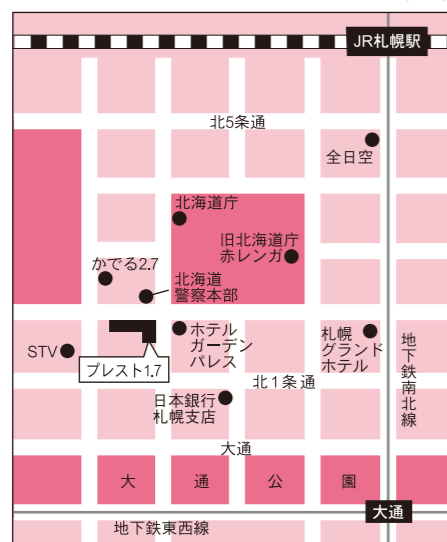 JR札幌駅
北5条通
全日空
北海道庁
旧北海道庁
赤レンガ
かでる2.7
北海道
警察本部
STV
プレスト1.7
ホテル
ガーデン
パレス
札幌
グランド
ホテル
地下鉄南北線
北1条通
日本銀行
札幌支店
大通
大通公園
大通
地下鉄東西線